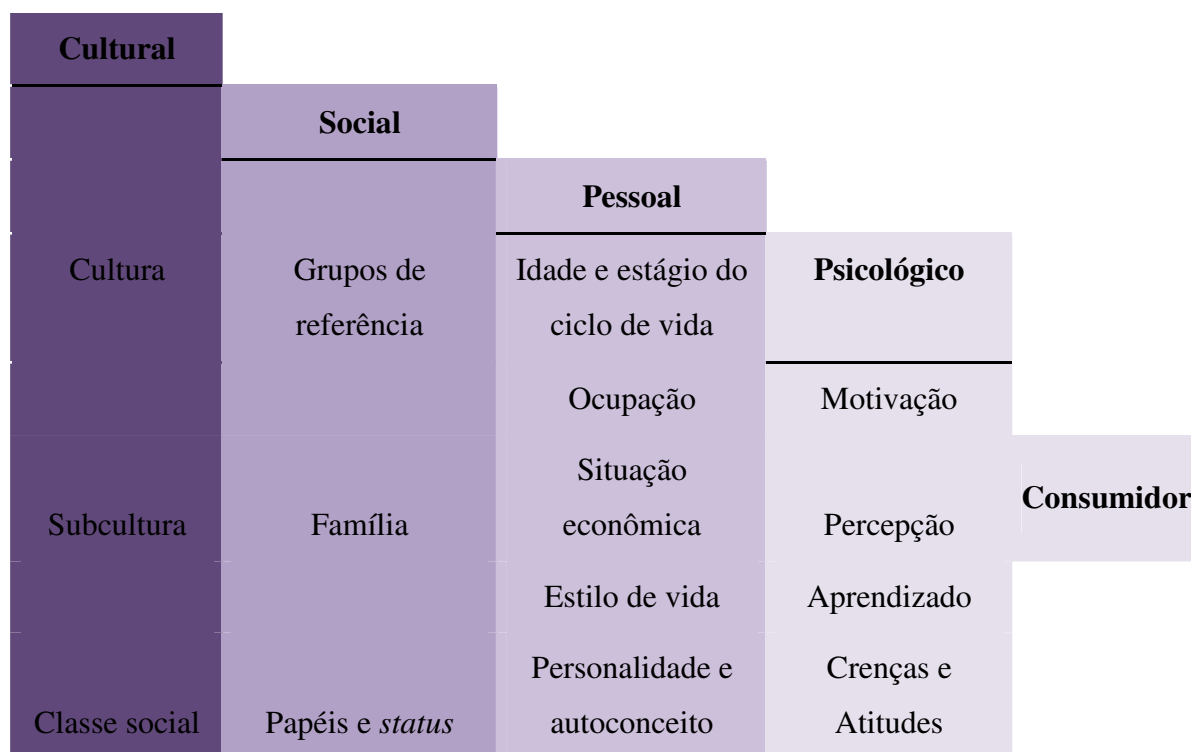 Cultural
Social
Pessoal
Cultura
Grupos de
referência
Idade e estágio do
ciclo de vida
Psicológico
Ocupação
Motivação
Subcultura
Família
Situação
econômica
Percepção
Consumidor
Estilo de vida
Aprendizado
Classe social
Papéis e status
Personalidade e
autoconceito
Crenças e
Atitudes